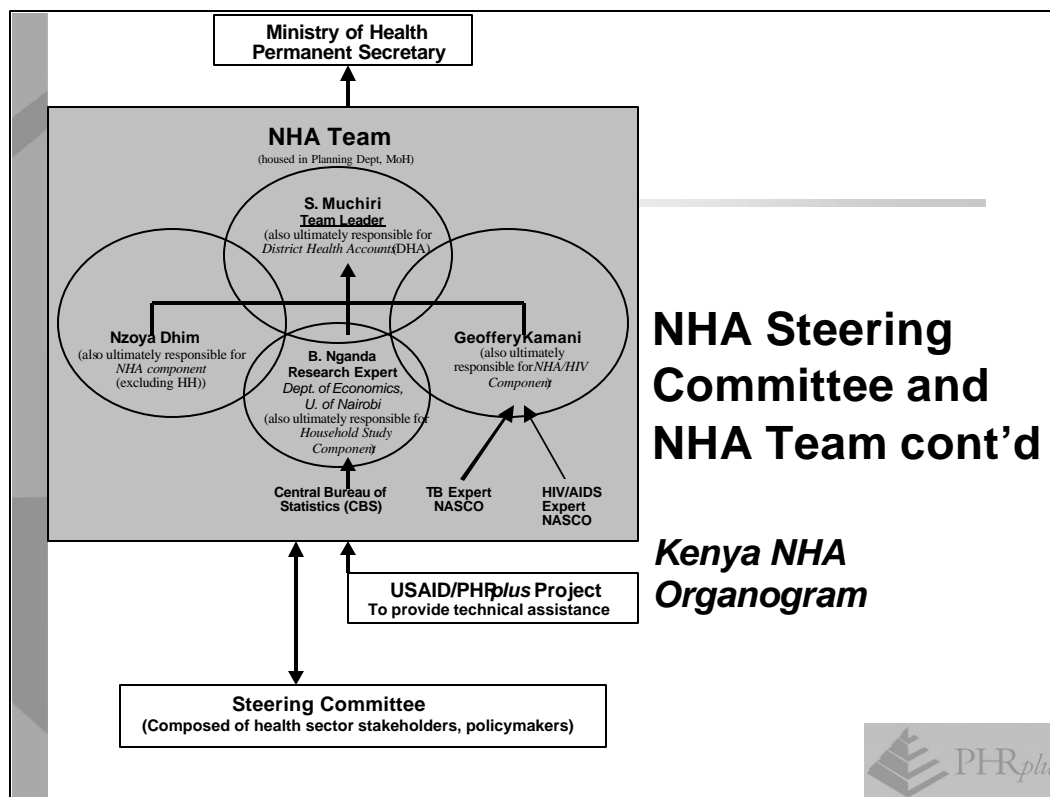 Ministry of Health
Permanent Secretary
NHA Team
(housed in Planning Dept, MoH)
S. Muchiri
Team Leader
(also ultimately responsible for
District Health Accounts(DHA)
Nzoya Dhim
(also ultimately responsible for
NHA component
(excluding HH))
B. Nganda
Research Expert
Dept. of Economics,
U. of Nairobi
(also ultimately responsible for
Household Study
Component)
GeofferyKamani
(also ultimately
responsible for NHA/HIV
Component)
Central Bureau of
Statistics (CBS)
TB Expert
NASCO
HIV/AIDS
Expert
NASCO
USAID/PHRplus Project
To provide technical assistance
Steering Committee
(Composed of health sector stakeholders, policymakers)
NHA Steering
Committee and
NHA Team cont’d
Kenya NHA
Organogram
PHRplus